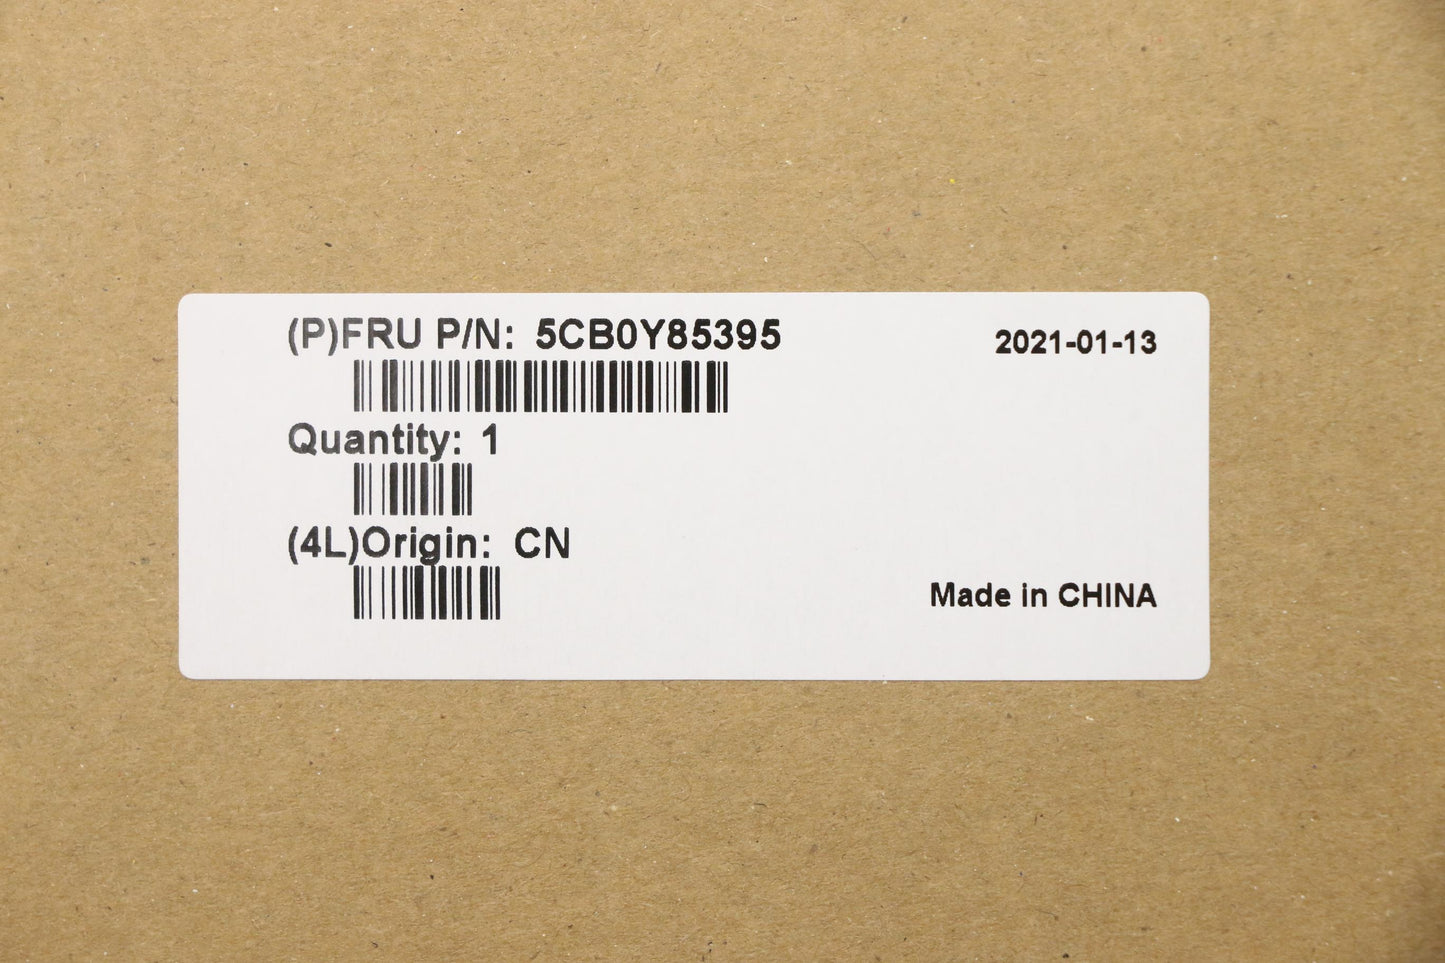 (P)FRU P/N: 5CB0Y85395
2021-01-13
Quantity: 1
(4L)Origin: CN
Made in CHINA